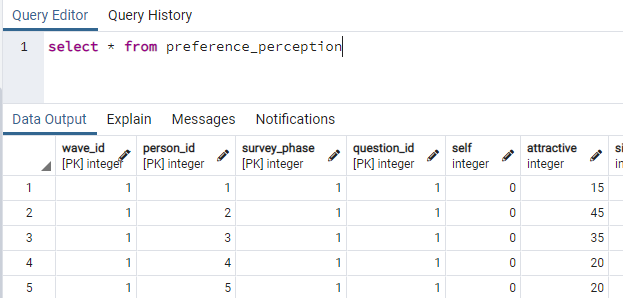 Query Editor Query History
1 select * from preference_perception
Data Output Explain Messages Notifications
wave_id person_id survey_phase question_id self attractive
[PK] integer [PK] integer [PK] integer [PK] integer integer integer
1 1 1 1 1 0 15
2 1 2 1 1 0 45
3 1 3 1 1 0 35
4 1 4 1 1 0 20
5 1 5 1 1 0 20